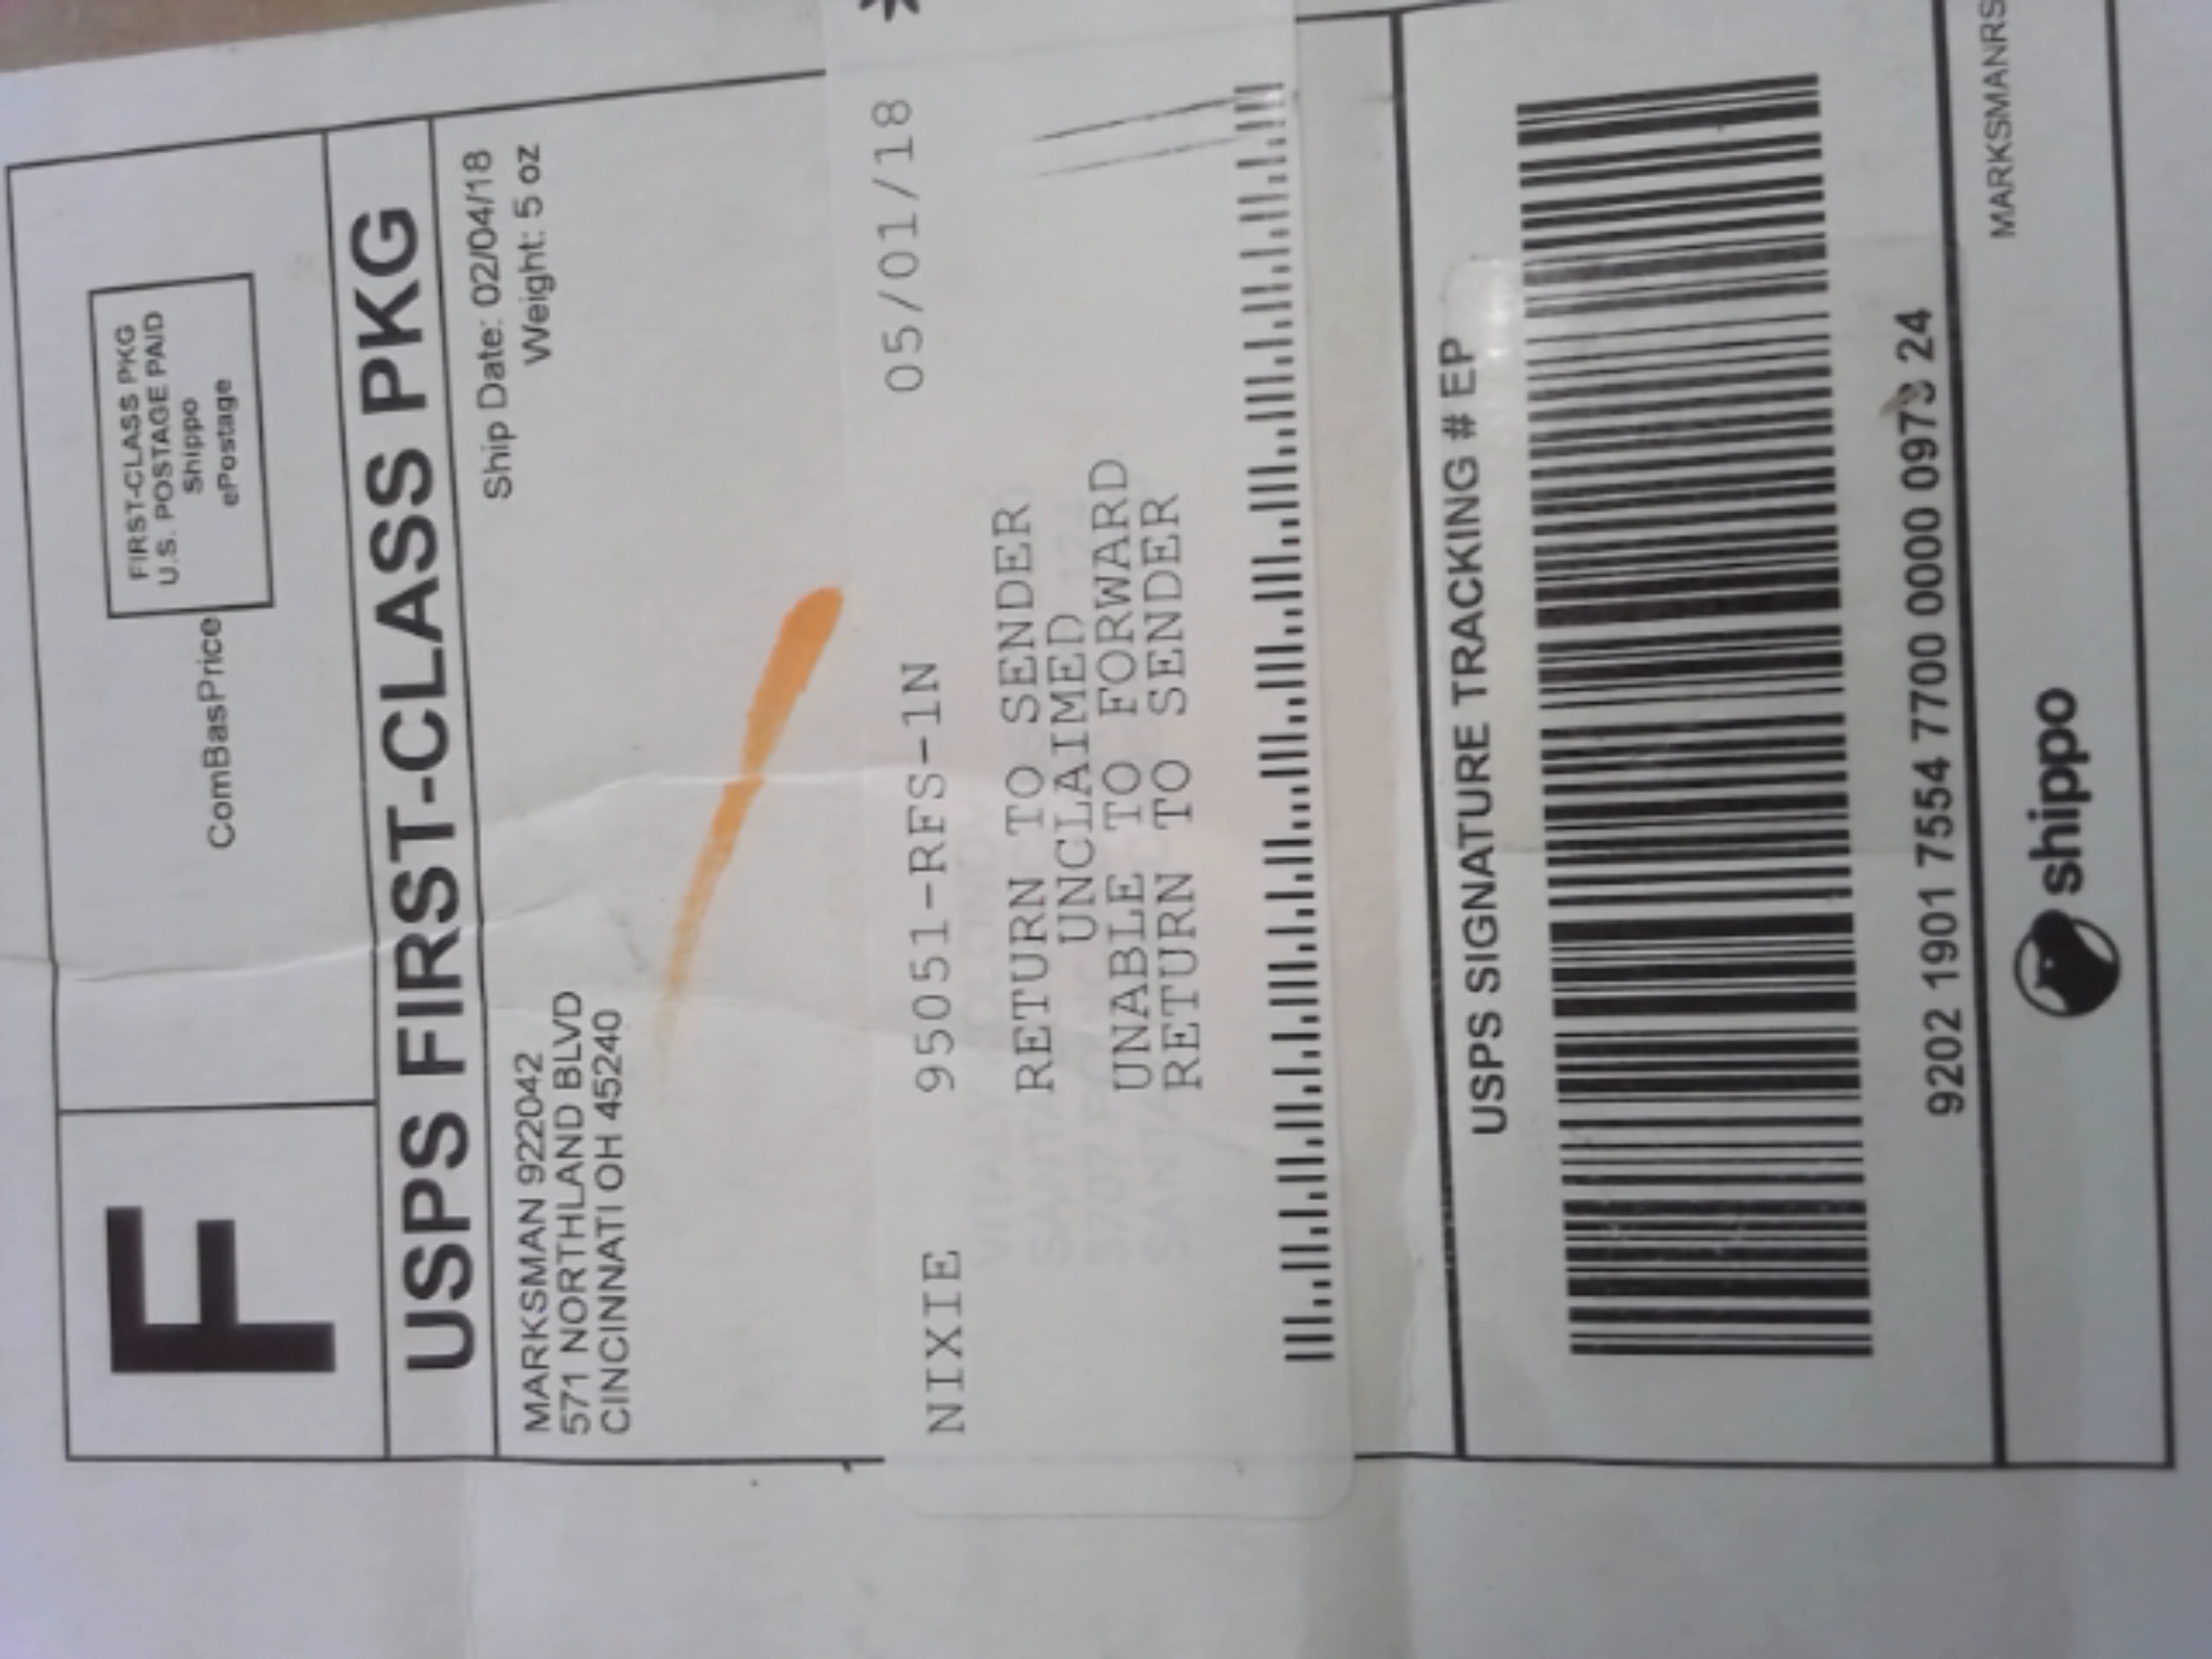 F
FIRST-CLASS PKG
U.S. POSTAGE PAID
Shippo
ePostage
ComBasPrice
USPS FIRST-CLASS PKG
MARKSMAN 922042
571 NORTHLAND BLVD
CINCINNATI OH 45240
Ship Date: 02/04/18
Weight: 5 oz
NIXIE 95051-RFS-1N 05/01/18
RETURN TO SENDER
UNCLAIMED
UNABLE TO FORWARD
RETURN TO SENDER
USPS SIGNATURE TRACKING # EP
9202 1901 7554 7700 0000 0973 24
shippo
MARKSMANRS